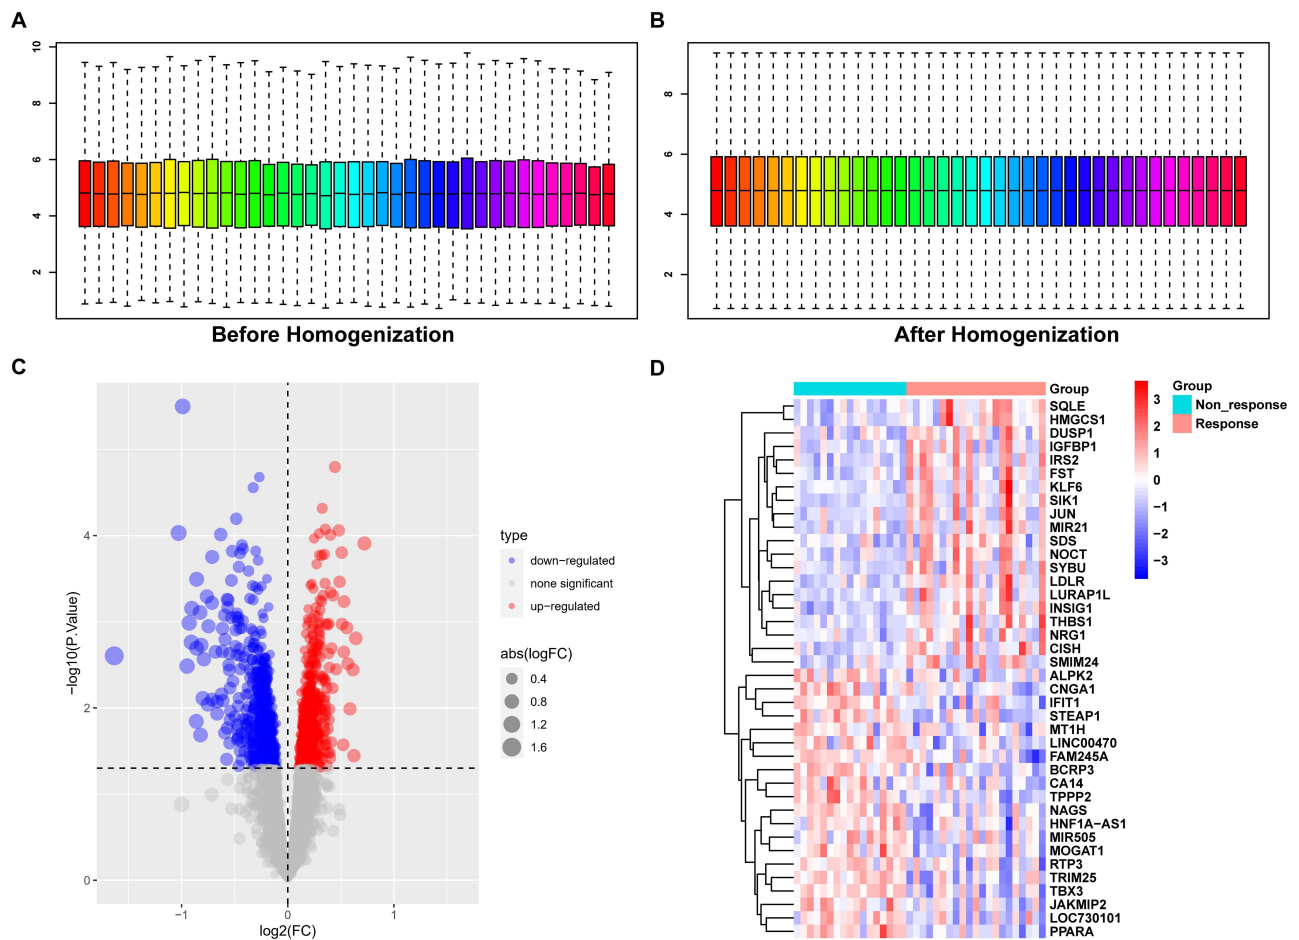 A
10
8
6
4
2
Before Homogenization
B
8
6
4
2
After Homogenization
C
−log10(P.Value)
4
2
0
−1
0
1
log2(FC)
type
down−regulated
none significant
up−regulated
abs(logFC)
0.4
0.8
1.2
1.6
D
Group
SQLE
HMGCS1
DUSP1
IGFBP1
IRS2
FST
KLF6
SIK1
JUN
MIR21
SDS
NOCT
SYBU
LDLR
LURAP1L
INSIG1
THBS1
NRG1
CISH
SMIM24
ALPK2
CNGA1
IFIT1
STEAP1
MT1H
LINC00470
FAM245A
BCRP3
CA14
TPPP2
NAGS
HNF1A−AS1
MIR505
MOGAT1
RTP3
TRIM25
TBX3
JAKMIP2
LOC730101
PPARA
3
2
1
0
−1
−2
−3
Group
Non_response
Response